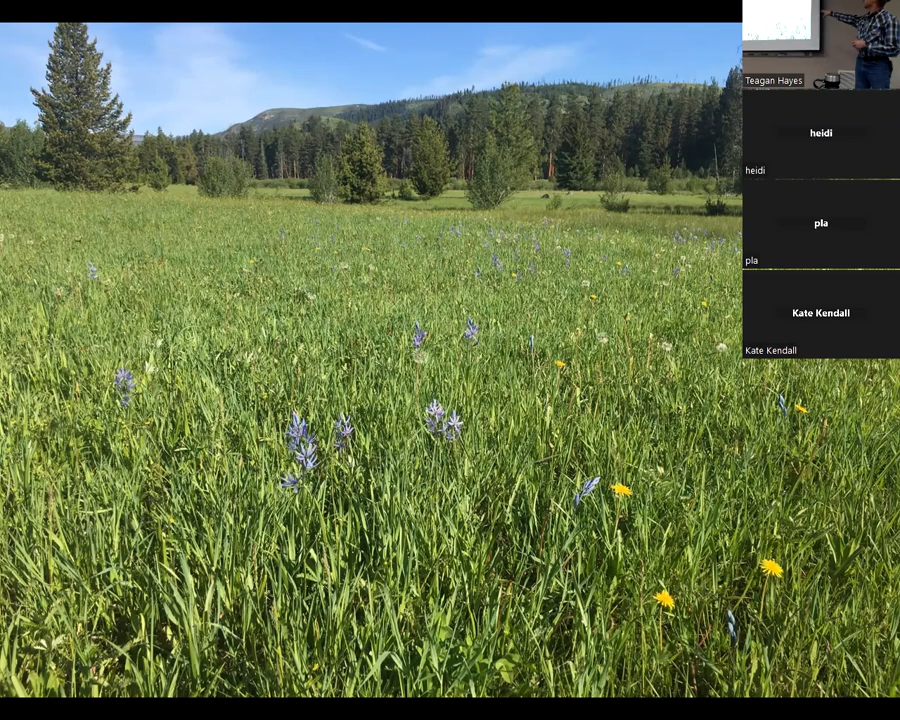 Teagan Hayes
heidi
heidi
pla
pla
Kate Kendall
Kate Kendall